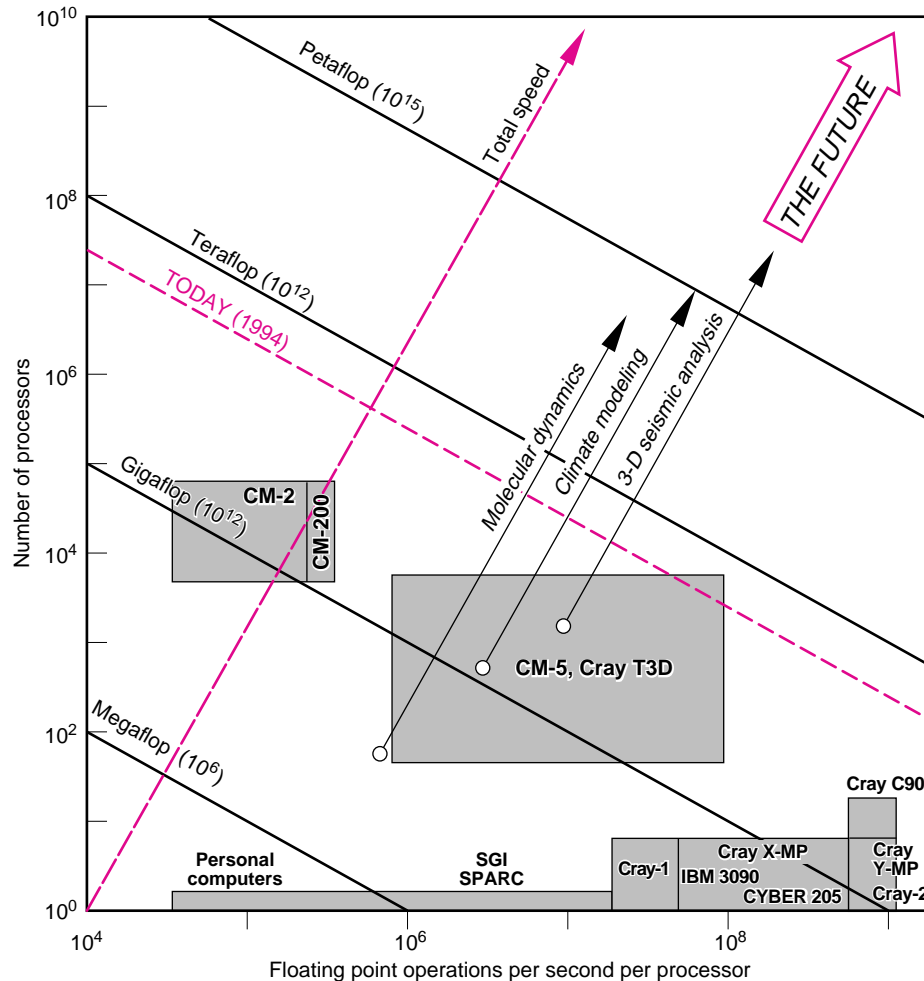 10^10
Petaflop (10^15)
Total speed
THE FUTURE
10^8
Teraflop (10^12)
TODAY (1994)
Number of processors
10^6
Molecular dynamics
Climate modeling
3-D seismic analysis
Gigaflop (10^12)
CM-2
CM-200
10^4
CM-5, Cray T3D
Megaflop (10^6)
10^2
Cray C90
Personal
computers
SGI
SPARC
Cray-1
Cray X-MP
IBM 3090
CYBER 205
Cray
Y-MP
Cray-2
10^0
10^4
10^6
10^8
Floating point operations per second per processor